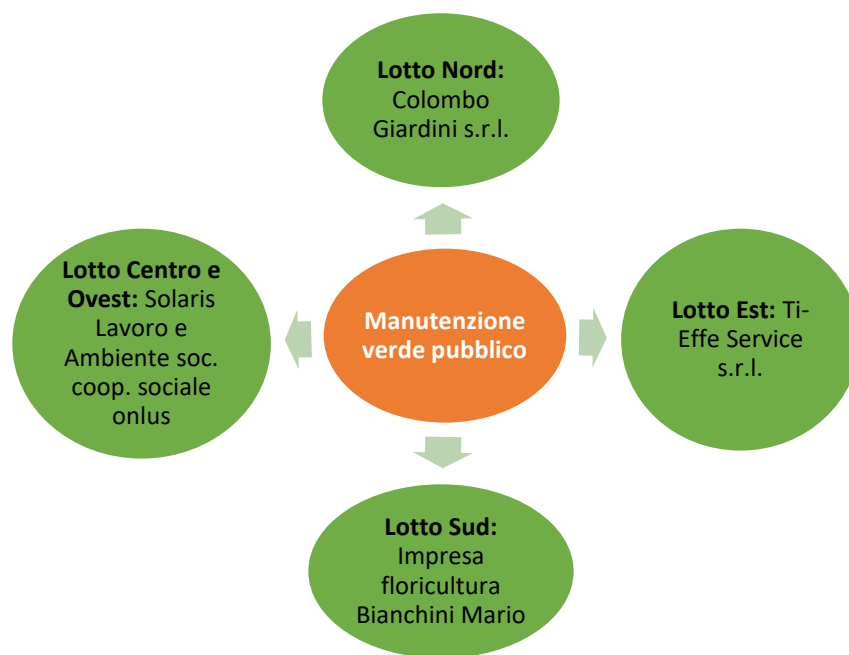 Lotto Nord:
Colombo
Giardini s.r.l.
Lotto Centro e
Ovest: Solaris
Lavoro e
Ambiente soc.
coop. sociale
onlus
Manutenzione
verde pubblico
Lotto Est: Ti-
Effe Service
s.r.l.
Lotto Sud:
Impresa
floricultura
Bianchini Mario